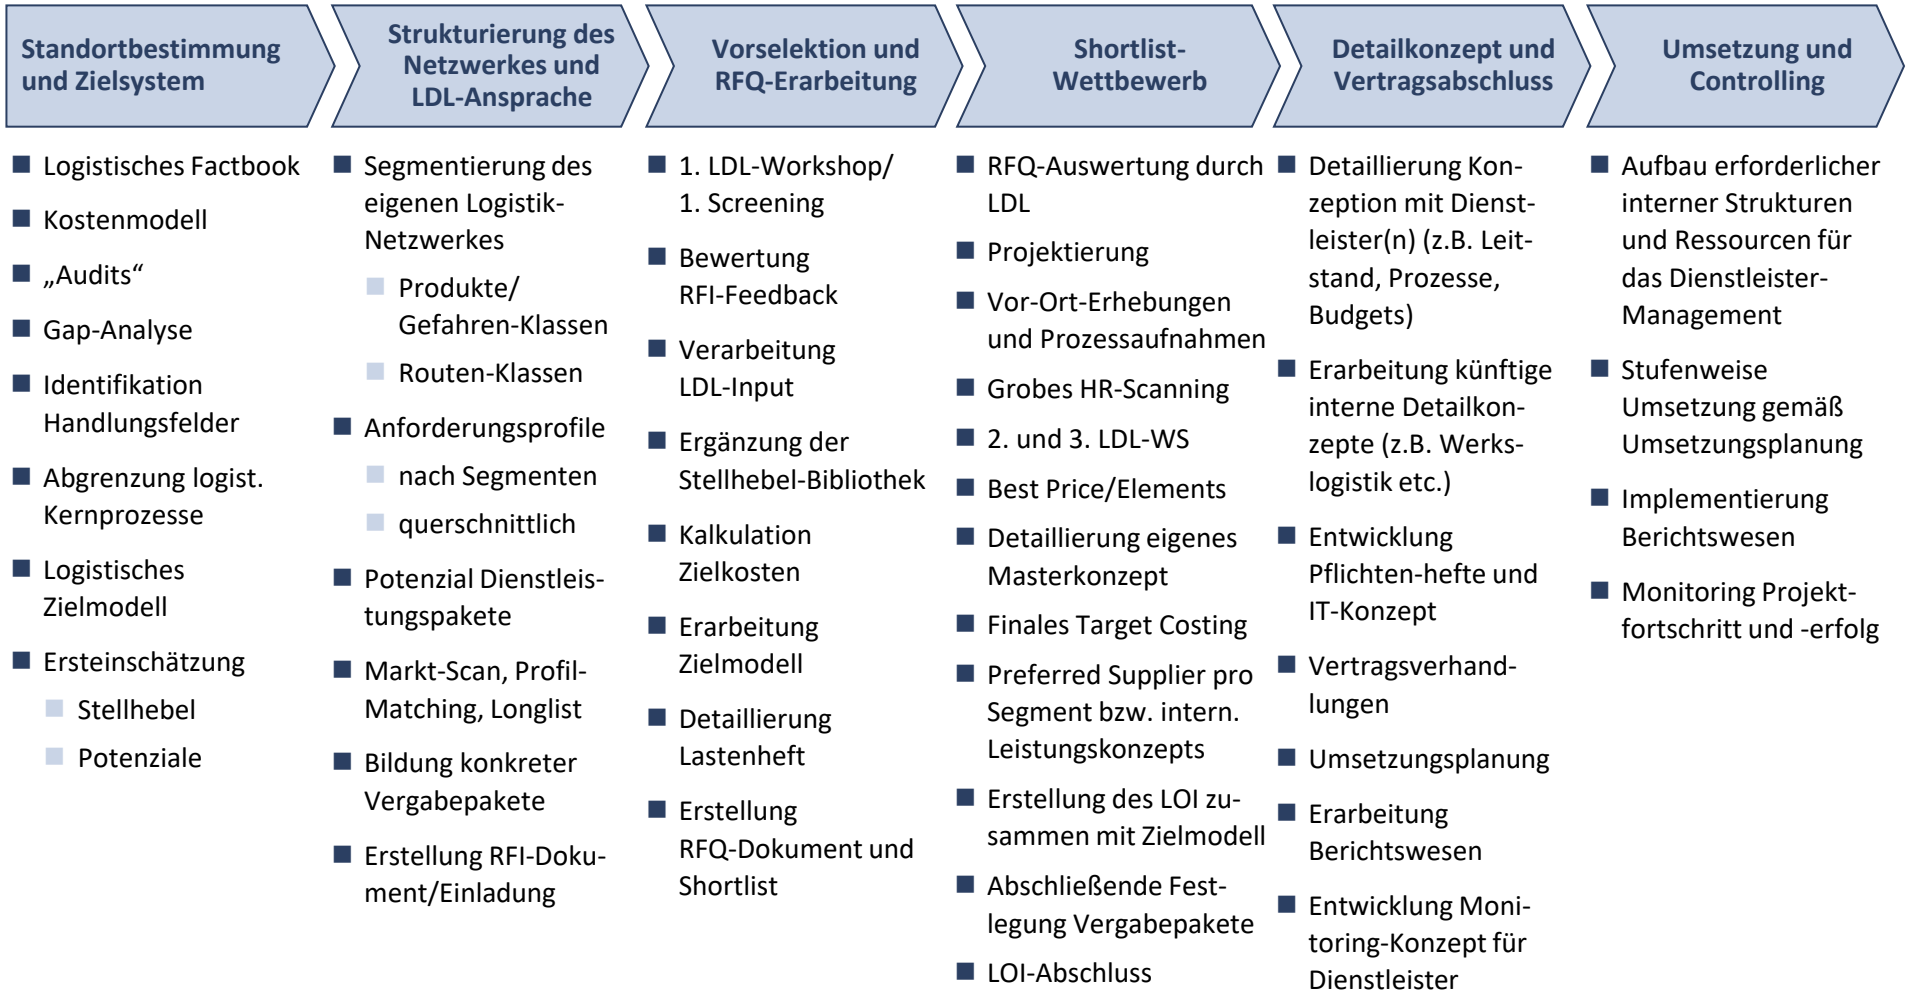 Standortbestimmung
und Zielsystem
Strukturierung des
Netzwerkes und
LDL-Ansprache
Vorselektion und
RFQ-Erarbeitung
Shortlist-
Wettbewerb
Detailkonzept und
Vertragsabschluss
Umsetzung und
Controlling
Logistisches Factbook
Kostenmodell
„Audits“
Gap-Analyse
Identifikation
Handlungsfelder
Abgrenzung logist.
Kernprozesse
Logistisches
Zielmodell
Ersteinschätzung
Stellhebel
Potenziale
Segmentierung des
eigenen Logistik-
Netzwerkes
Produkte/
Gefahren-Klassen
Routen-Klassen
Anforderungsprofile
nach Segmenten
querschnittlich
Potenzial Dienstleis-
tungspakete
Markt-Scan, Profil-
Matching, Longlist
Bildung konkreter
Vergabepakete
Erstellung RFI-Doku-
ment/Einladung
1. LDL-Workshop/
1. Screening
Bewertung
RFI-Feedback
Verarbeitung
LDL-Input
Ergänzung der
Stellhebel-Bibliothek
Kalkulation
Zielkosten
Erarbeitung
Zielmodell
Detaillierung
Lastenheft
Erstellung
RFQ-Dokument und
Shortlist
RFQ-Auswertung durch
LDL
Projektierung
Vor-Ort-Erhebungen
und Prozessaufnahmen
Grobes HR-Scanning
2. und 3. LDL-WS
Best Price/Elements
Detaillierung eigenes
Masterkonzept
Finales Target Costing
Preferred Supplier pro
Segment bzw. intern.
Leistungskonzepts
Erstellung des LOI zu-
sammen mit Zielmodell
Abschließende Fest-
legung Vergabepakete
LOI-Abschluss
Detaillierung Kon-
zeption mit Dienst-
leister(n) (z.B. Leit-
stand, Prozesse,
Budgets)
Erarbeitung künftige
interne Detailkon-
zepte (z.B. Werks-
logistik etc.)
Entwicklung
Pflichten-hefte und
IT-Konzept
Vertragsverhand-
lungen
Umsetzungsplanung
Erarbeitung
Berichtswesen
Entwicklung Moni-
toring-Konzept für
Dienstleister
Aufbau erforderlicher
interner Strukturen
und Ressourcen für
das Dienstleister-
Management
Stufenweise
Umsetzung gemäß
Umsetzungsplanung
Implementierung
Berichtswesen
Monitoring Projekt-
fortschritt und -erfolg